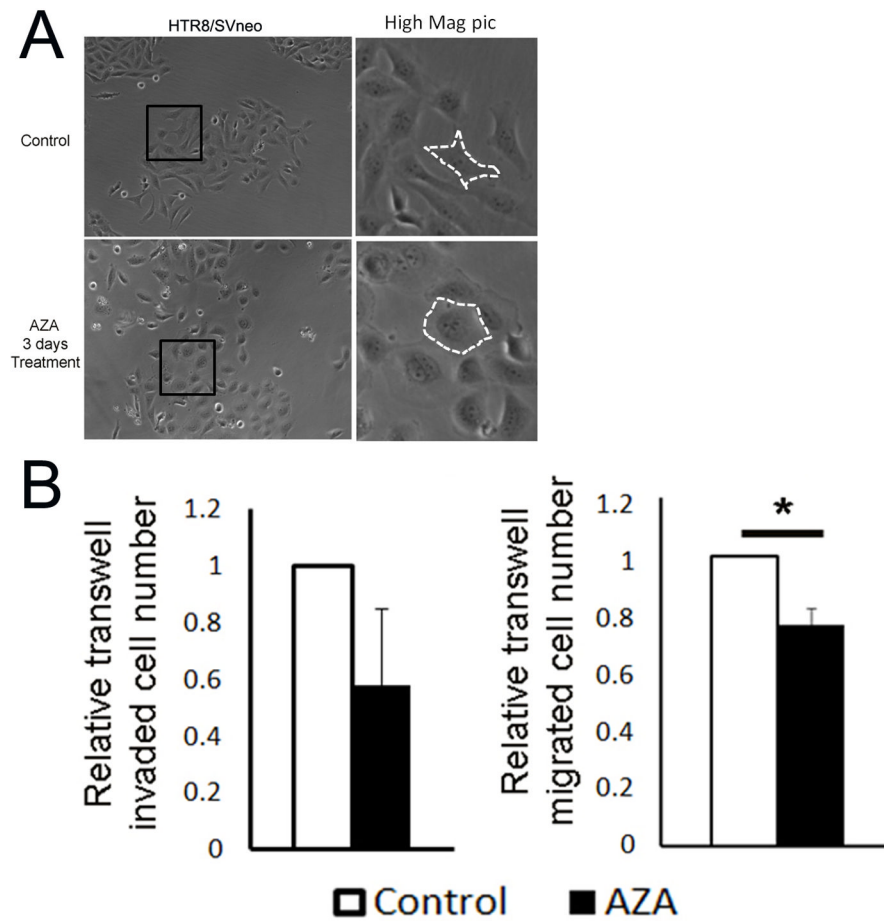 A
HTR8/SVneo
High Mag pic
Control
AZA
3 days
Treatment
B
Relative transwell
invaded cell number
1.2
1
0.8
0.6
0.4
0.2
0
Relative transwell
migrated cell number
1.2
1
0.8
0.6
0.4
0.2
0
*
Control
AZA